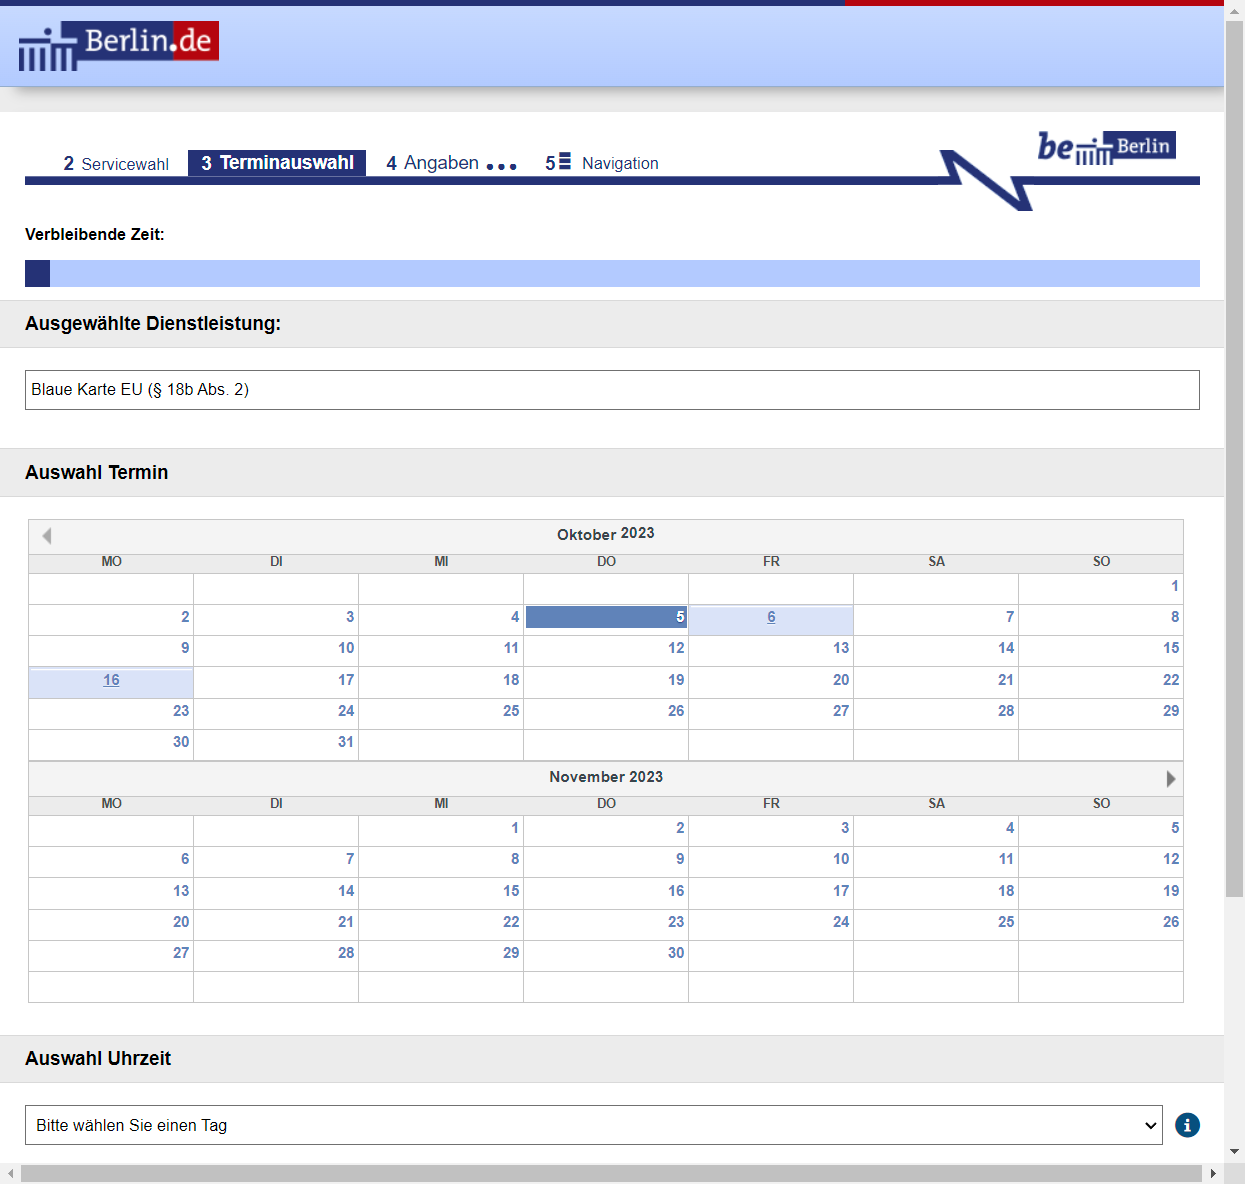 Berlin.de
be Berlin
2 Servicewahl 3 Terminauswahl 4 Angaben ... 5 Navigation
Verbleibende Zeit:
Ausgewählte Dienstleistung:
Blaue Karte EU (§ 18b Abs. 2)
Auswahl Termin
Oktober 2023
MO DI MI DO FR SA SO
1
2 3 4 5 6 7 8
9 10 11 12 13 14 15
16 17 18 19 20 21 22
23 24 25 26 27 28 29
30 31
November 2023
MO DI MI DO FR SA SO
1 2 3 4 5
6 7 8 9 10 11 12
13 14 15 16 17 18 19
20 21 22 23 24 25 26
27 28 29 30
Auswahl Uhrzeit
Bitte wählen Sie einen Tag
i